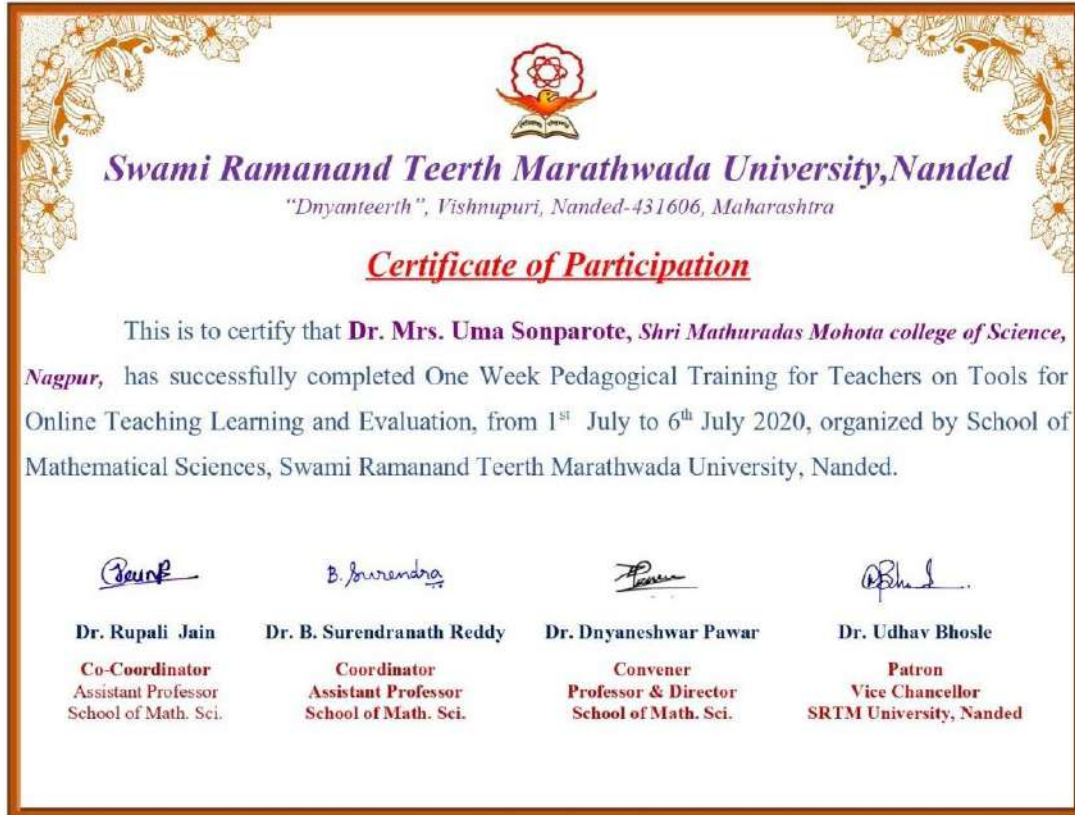 Swami Ramanand Teerth Marathwada University,Nanded
"Dnyanteerth", Vishnupuri, Nanded-431606, Maharashtra
Certificate of Participation
This is to certify that Dr. Mrs. Uma Sonparote, Shri Mathuradas Mohota college of Science,
Nagpur, has successfully completed One Week Pedagogical Training for Teachers on Tools for
Online Teaching Learning and Evaluation, from 1st July to 6th July 2020, organized by School of
Mathematical Sciences, Swami Ramanand Teerth Marathwada University, Nanded.
B. Surendra
Dr. Rupali Jain Dr. B. Surendranath Reddy Dr. Dnyaneshwar Pawar Dr. Udhav Bhosle
Co-Coordinator Coordinator Convener Patron
Assistant Professor Assistant Professor Professor & Director Vice Chancellor
School of Math. Sci. School of Math. Sci. School of Math. Sci. SRTM University, Nanded